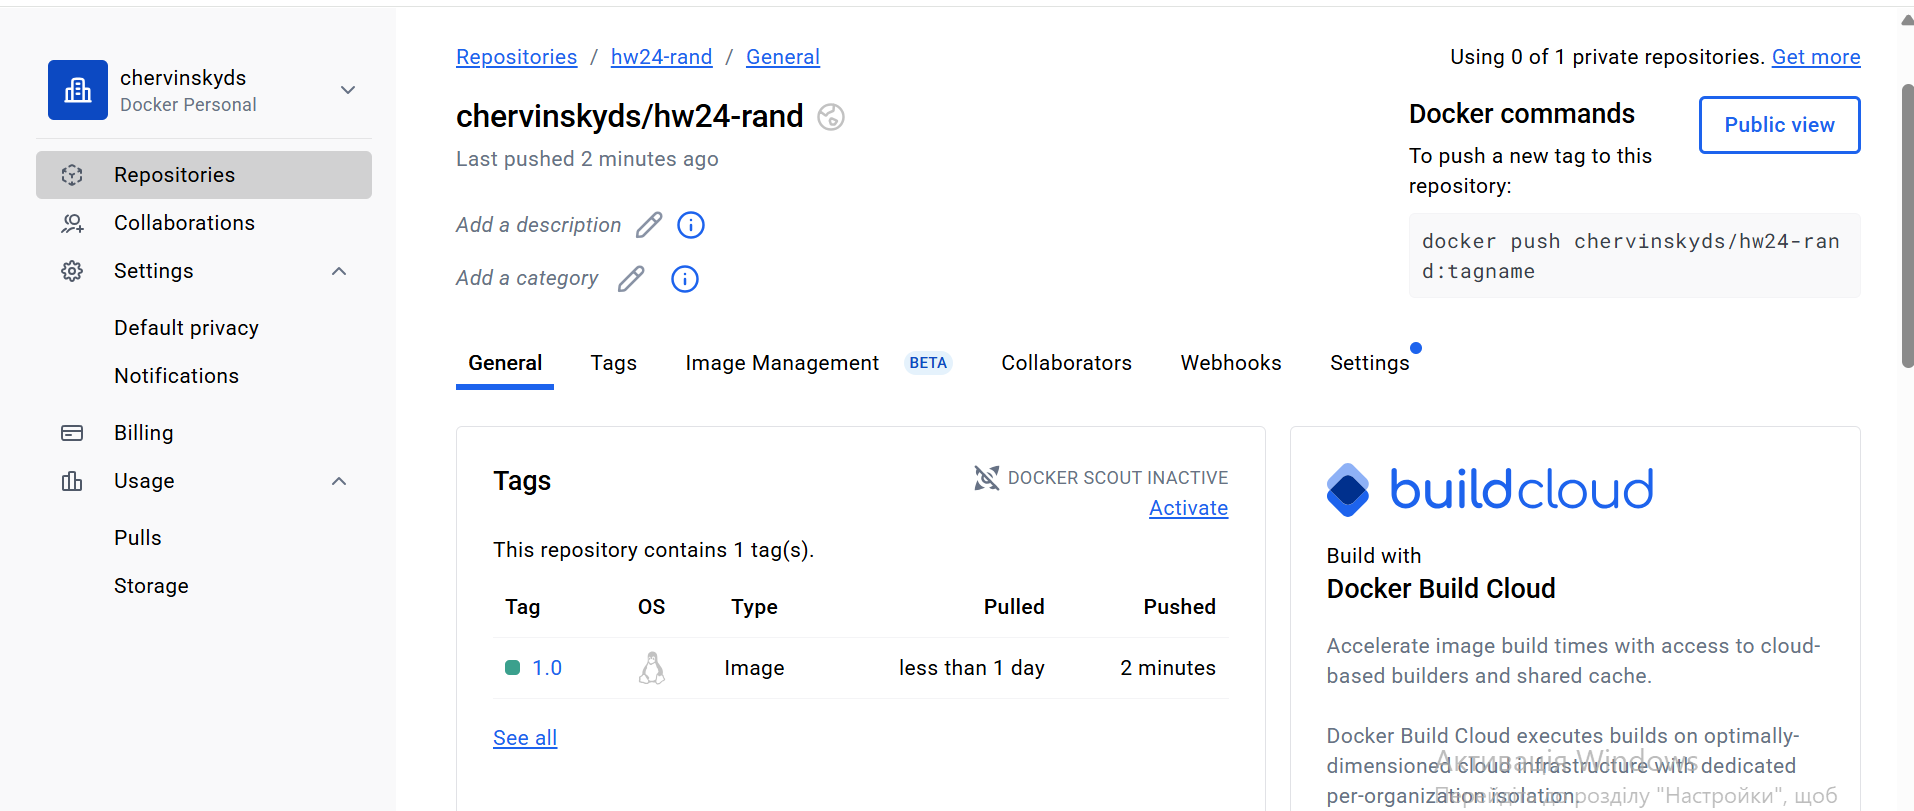 chervinskyds
Docker Personal
Repositories
Collaborations
Settings
Default privacy
Notifications
Billing
Usage
Pulls
Storage
Repositories / hw24-rand / General
Using 0 of 1 private repositories. Get more
chervinskyds/hw24-rand
Last pushed 2 minutes ago
Add a description
Add a category
Docker commands
Public view
To push a new tag to this
repository:
docker push chervinskyds/hw24-ran
d:tagname
General Tags Image Management BETA Collaborators Webhooks Settings
Tags
DOCKER SCOUT INACTIVE
Activate
This repository contains 1 tag(s).
Tag OS Type Pulled Pushed
1.0 Image less than 1 day 2 minutes
See all
buildcloud
Build with
Docker Build Cloud
Accelerate image build times with access to cloud-
based builders and shared cache.
Docker Build Cloud executes builds on optimally-
dimensioned cloud infrastructure with dedicated
per-organization isolation.
Активація Windows
Перейдіть до розділу "Настройки", щоб